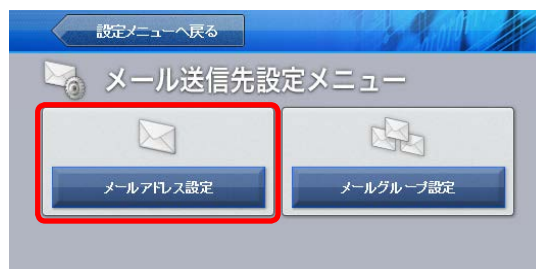 設定メニューへ戻る
メール送信先設定メニュー
メールアドレス設定
メールグループ設定